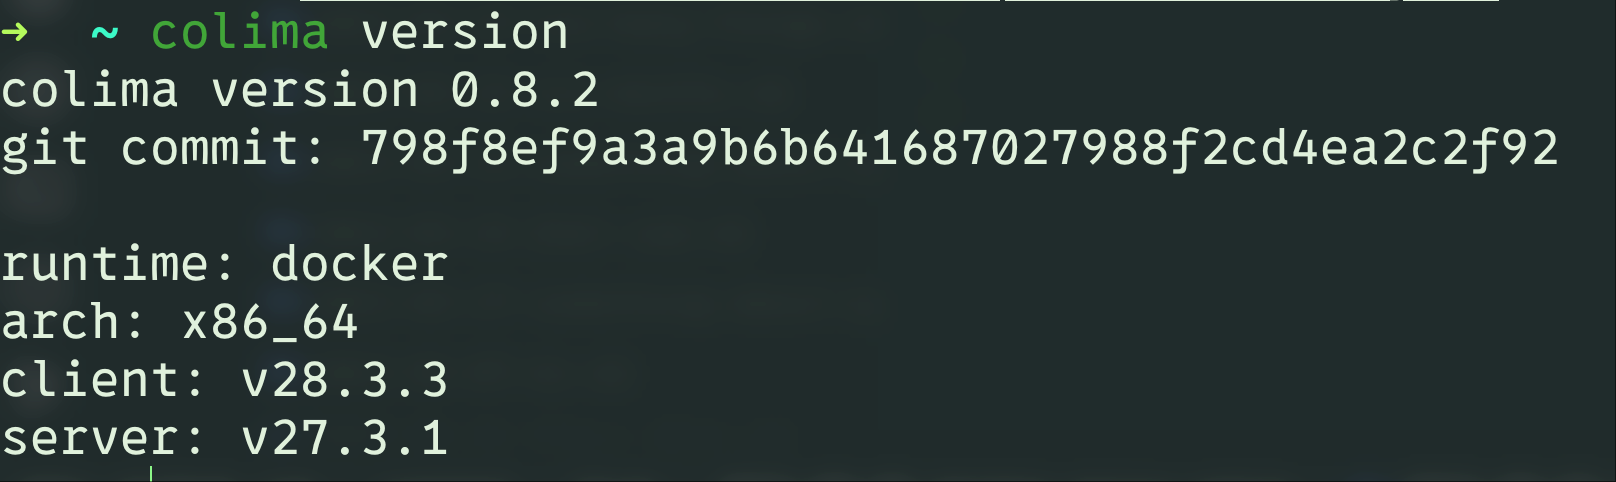 ➜ ~ colima version
colima version 0.8.2
git commit: 798f8ef9a3a9b6b641687027988f2cd4ea2c2f92
runtime: docker
arch: x86_64
client: v28.3.3
server: v27.3.1